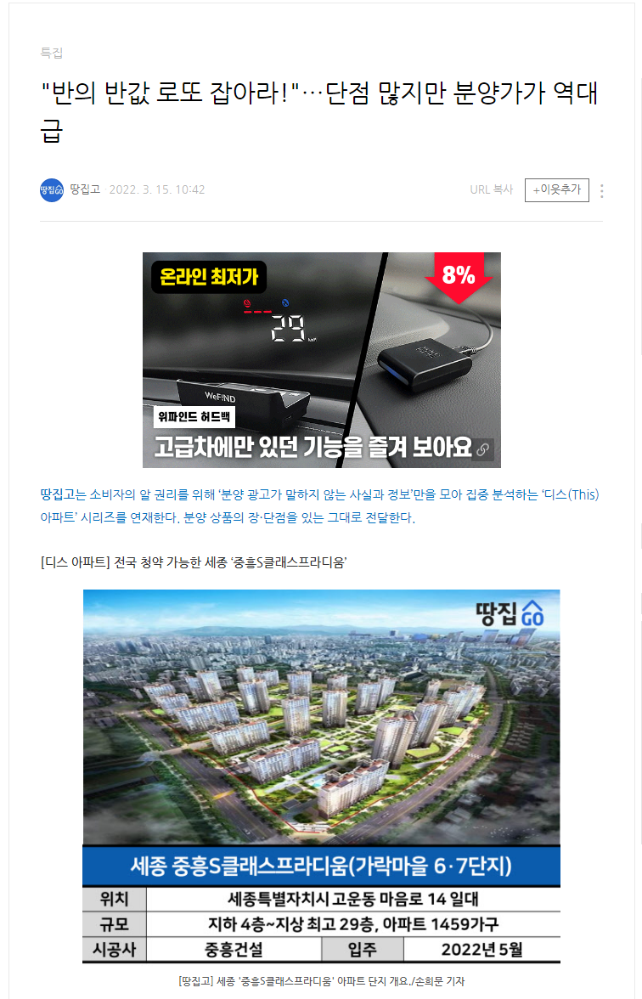 특집
"반의 반값 로또 잡아라!"…단점 많지만 분양가가 역대
급
땅집GO 땅집고 · 2022. 3. 15. 10:42 URL 복사 +이웃추가
온라인 최저가
8%
29
km/h
WeFIND
위파인드 허드백
고급차에만 있던 기능을 즐겨 보아요
땅집고는 소비자의 알 권리를 위해 ‘분양 광고가 말하지 않는 사실과 정보’만을 모아 집중 분석하는 ‘디스(This)
아파트’ 시리즈를 연재한다. 분양 상품의 장·단점을 있는 그대로 전달한다.
[디스 아파트] 전국 청약 가능한 세종 ‘중흥S클래스프라디움’
땅집GO
세종 중흥S클래스프라디움(가락마을 6·7단지)
위치 세종특별자치시 고운동 마음로 14 일대
규모 지하 4층~지상 최고 29층, 아파트 1459가구
시공사 중흥건설 입주 2022년 5월
[땅집고] 세종 '중흥S클래스프라디움' 아파트 단지 개요./손희문 기자